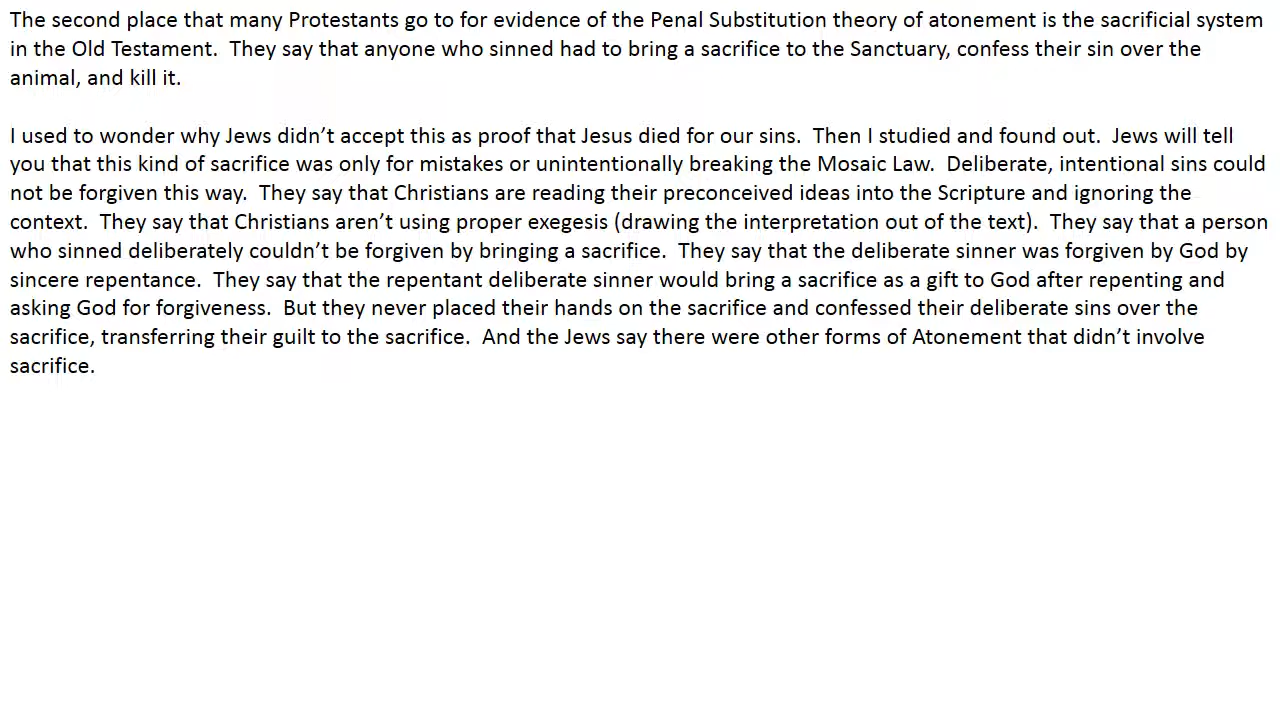 The second place that many Protestants go to for evidence of the Penal Substitution theory of atonement is the sacrificial system
in the Old Testament.  They say that anyone who sinned had to bring a sacrifice to the Sanctuary, confess their sin over the
animal, and kill it.
I used to wonder why Jews didn’t accept this as proof that Jesus died for our sins.  Then I studied and found out.  Jews will tell
you that this kind of sacrifice was only for mistakes or unintentionally breaking the Mosaic Law.  Deliberate, intentional sins could
not be forgiven this way.  They say that Christians are reading their preconceived ideas into the Scripture and ignoring the
context.  They say that Christians aren’t using proper exegesis (drawing the interpretation out of the text).  They say that a person
who sinned deliberately couldn’t be forgiven by bringing a sacrifice.  They say that the deliberate sinner was forgiven by God by
sincere repentance.  They say that the repentant deliberate sinner would bring a sacrifice as a gift to God after repenting and
asking God for forgiveness.  But they never placed their hands on the sacrifice and confessed their deliberate sins over the
sacrifice, transferring their guilt to the sacrifice.  And the Jews say there were other forms of Atonement that didn’t involve
sacrifice.